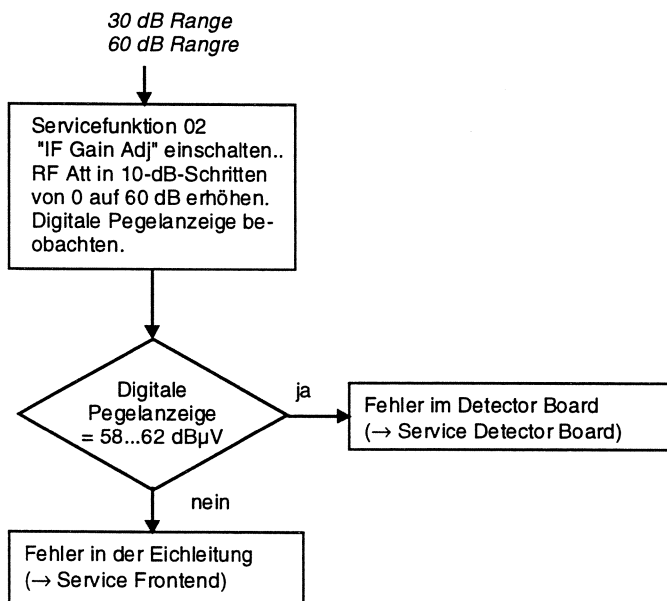 30 dB Range
60 dB Rangre
Servicefunktion 02
"IF Gain Adj" einschalten..
RF Att in 10-dB-Schritten
von 0 auf 60 dB erhöhen.
Digitale Pegelanzeige be-
obachten.
Digitale
Pegelanzeige
= 58...62 dBµV
ja
Fehler im Detector Board
(→ Service Detector Board)
nein
Fehler in der Eichleitung
(→ Service Frontend)